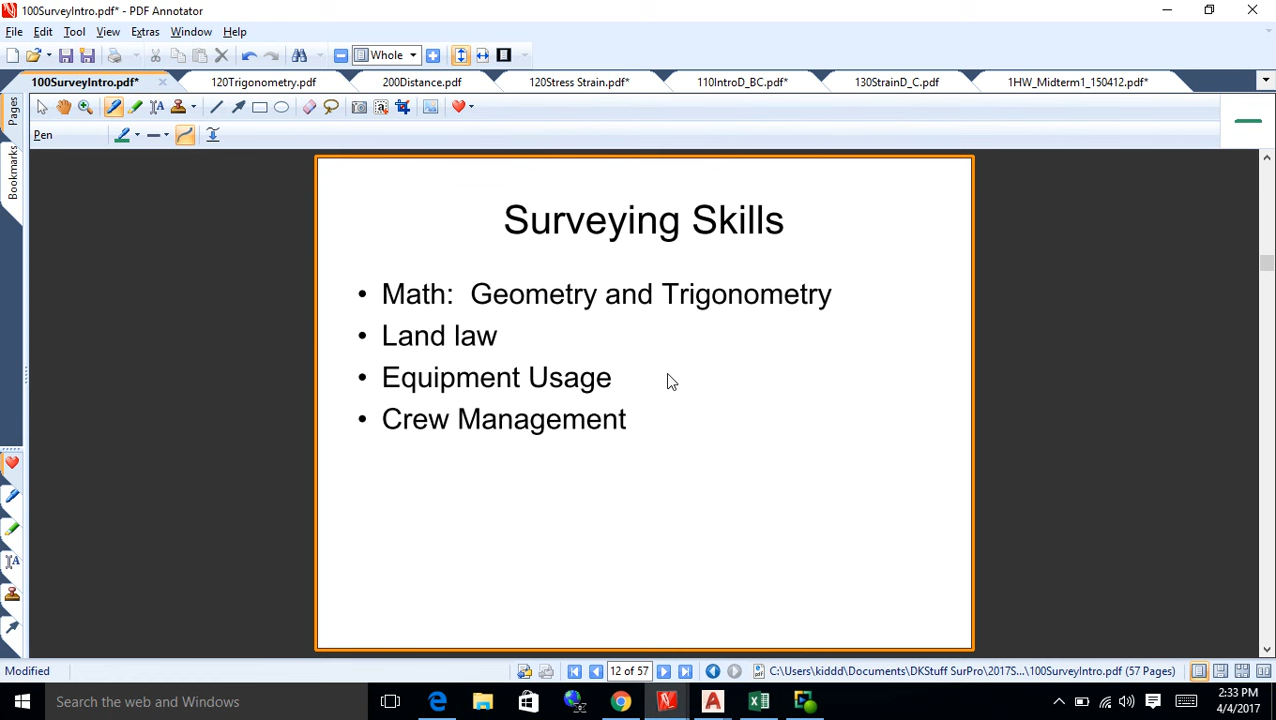 100SurveyIntro.pdf* - PDF Annotator
File Edit Tool View Extras Window Help
Whole
100SurveyIntro.pdf* 120Trigonometry.pdf 200Distance.pdf 120Stress Strain.pdf* 110IntroD_BC.pdf* 130StrainD_C.pdf 1HW_Midterm1_150412.pdf*
Pages
Pen
Bookmarks
Surveying Skills
• Math: Geometry and Trigonometry
• Land law
• Equipment Usage
• Crew Management
Modified
12 of 57
C:\Users\kiddd\Documents\DKStuff SurPro\2017S...\100SurveyIntro.pdf (57 Pages)
Search the web and Windows
2:33 PM
4/4/2017